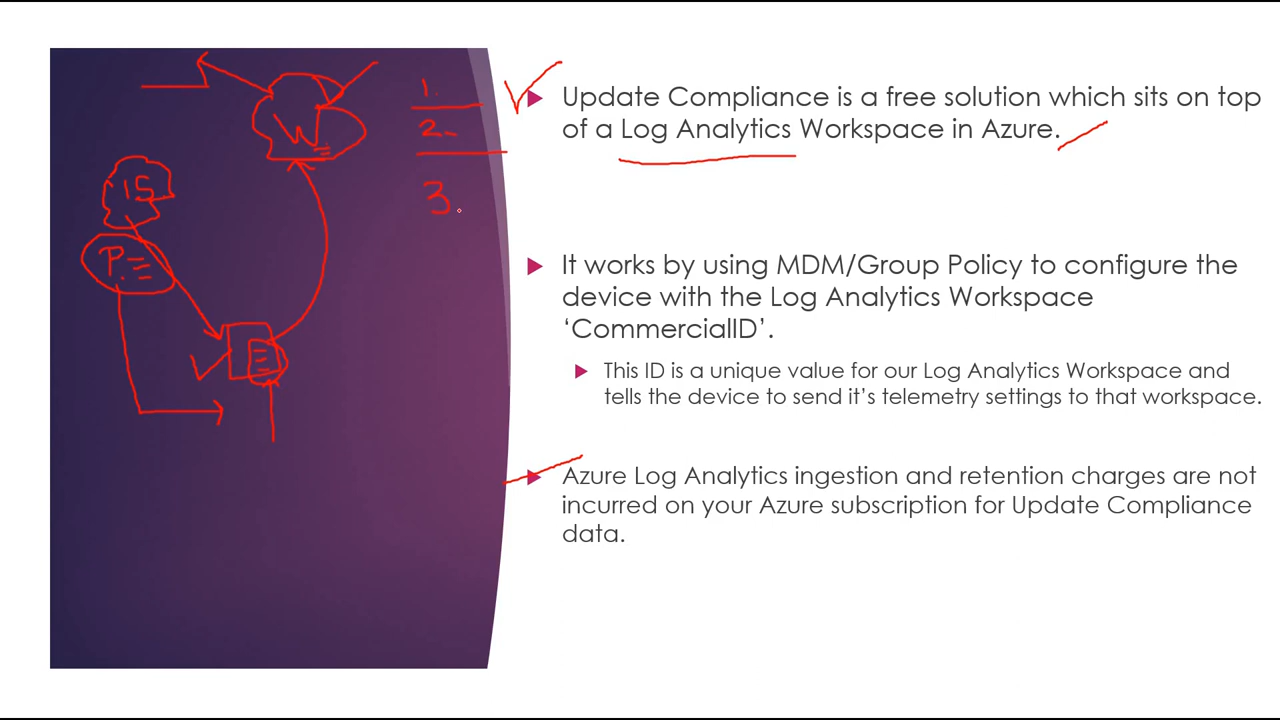 1.
2.
3.
W
15
P.
Update Compliance is a free solution which sits on top
of a Log Analytics Workspace in Azure.
It works by using MDM/Group Policy to configure the
device with the Log Analytics Workspace
‘CommercialID’.
This ID is a unique value for our Log Analytics Workspace and
tells the device to send it’s telemetry settings to that workspace.
Azure Log Analytics ingestion and retention charges are not
incurred on your Azure subscription for Update Compliance
data.